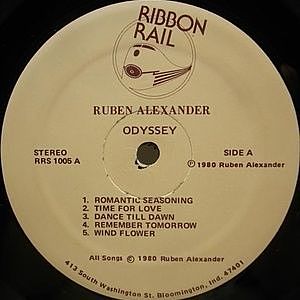 RIBBON
RAIL
RUBEN ALEXANDER
ODYSSEY
STEREO
RRS 1005 A
SIDE A
Ⓟ 1980 Ruben Alexander
1. ROMANTIC SEASONING
2. TIME FOR LOVE
3. DANCE TILL DAWN
4. REMEMBER TOMORROW
5. WIND FLOWER
All Songs © 1980 Ruben Alexander
413 South Washington St. Bloomington, Ind. 47401